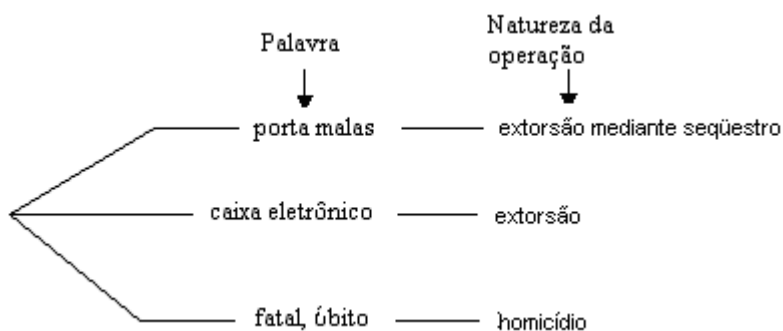 Palavra
Natureza da
operação
porta malas
extorsão mediante seqüestro
caixa eletrônico
extorsão
fatal, óbito
homicídio